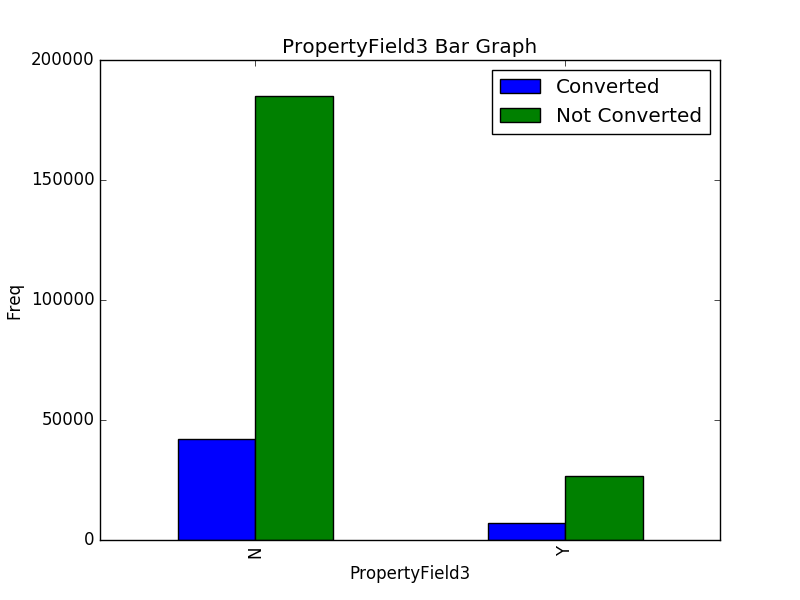 PropertyField3 Bar Graph
200000
150000
100000
50000
0
Freq
Converted
Not Converted
N
Y
PropertyField3